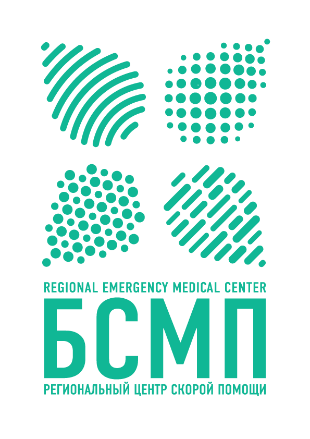 REGIONAL EMERGENCY MEDICAL CENTER
БСМП
РЕГИОНАЛЬНЫЙ ЦЕНТР СКОРОЙ ПОМОЩИ